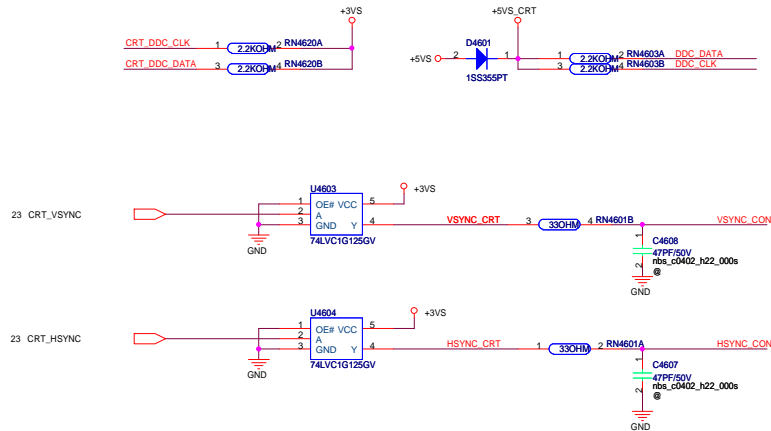 +3VS
CRT_DDC_CLK 1 2.2KOHM 2 RN4620A
CRT_DDC_DATA 3 2.2KOHM 4 RN4620B
+5VS_CRT
D4601
+5VS 2 1
1SS355PT
1 2.2KOHM 2 RN4603A DDC_DATA
3 2.2KOHM 4 RN4603B DDC_CLK
U4603
+3VS
1 OE# VCC 5
23 CRT_VSYNC 2 A
3 GND Y 4 VSYNC_CRT 3 33OHM 4 RN4601B VSYNC_CON
74LVC1G125GV
GND
1 C4608
47PF/50V
2 nbs_c0402_h22_000s
@
GND
U4604
+3VS
1 OE# VCC 5
23 CRT_HSYNC 2 A
3 GND Y 4 HSYNC_CRT 1 33OHM 2 RN4601A HSYNC_CON
74LVC1G125GV
GND
1 C4607
47PF/50V
2 nbs_c0402_h22_000s
@
GND